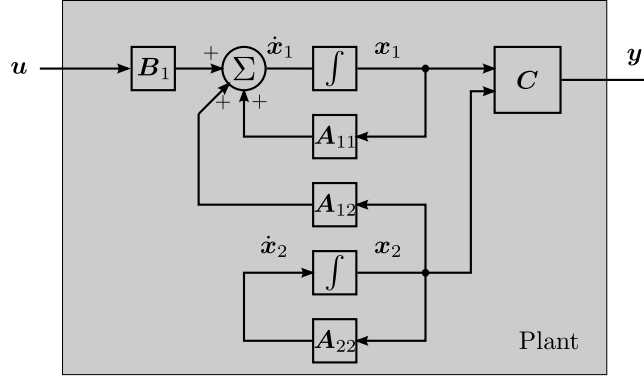 u B₁ + Σ ẋ₁ ∫ x₁ C y
+ +
A₁₁
A₁₂
ẋ₂ ∫ x₂
A₂₂
Plant